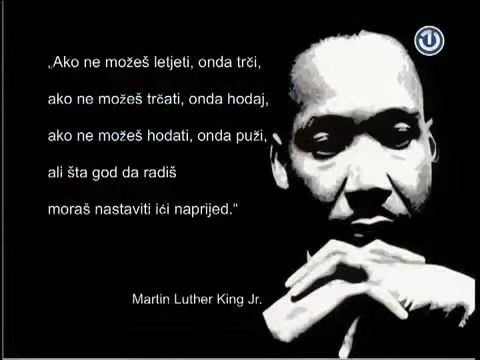 „Ako ne možeš letjeti, onda trči,
ako ne možeš trčati, onda hodaj,
ako ne možeš hodati, onda puži,
ali šta god da radiš
moraš nastaviti ići naprijed.“
Martin Luther King Jr.
1